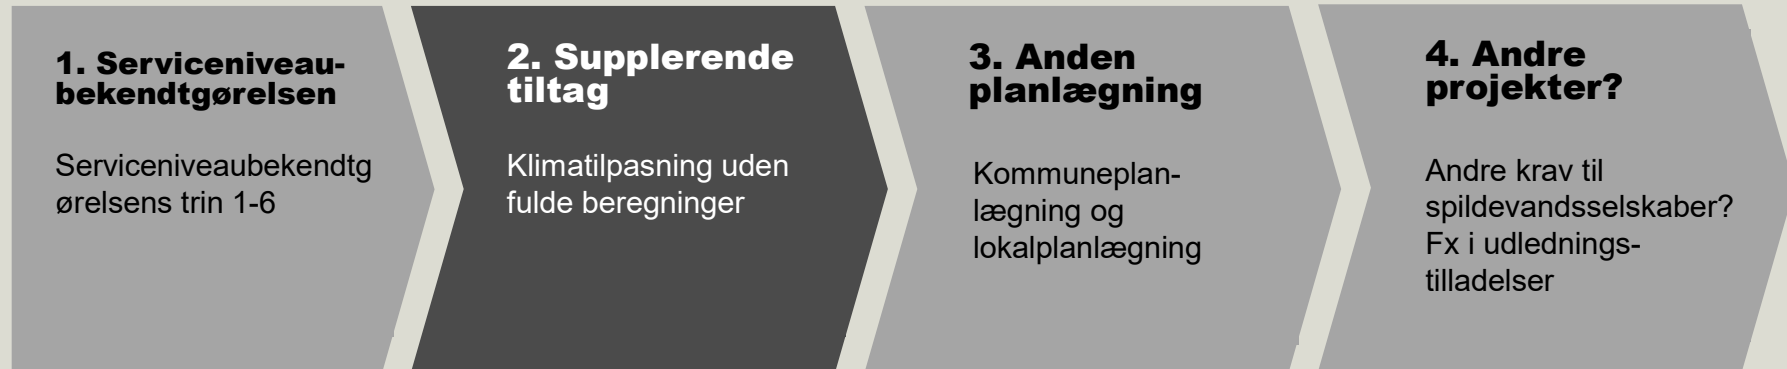 1. Serviceniveau-
bekendtgørelsen
Serviceniveaubekendtg
ørelsens trin 1-6
2. Supplerende
tiltag
Klimatilpasning uden
fulde beregninger
3. Anden
planlægning
Kommuneplan-
lægning og
lokalplanlægning
4. Andre
projekter?
Andre krav til
spildevandsselskaber?
Fx i udlednings-
tilladelser